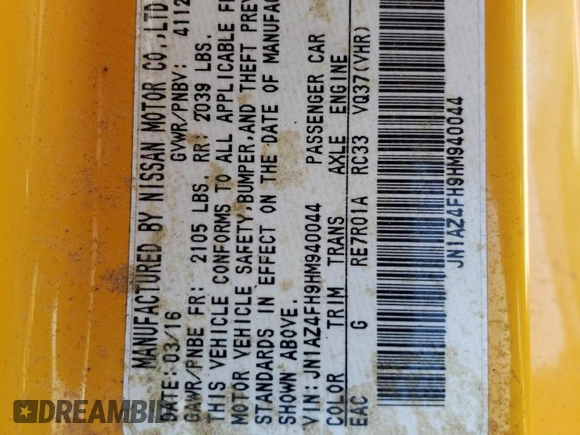 MANUFACTURED BY NISSAN MOTOR CO.,LTD
DATE: 03/16 GVWR/PNBV: 4112
GAWR/PNBE FR: 2105 LBS. RR: 2039 LBS.
THIS VEHICLE CONFORMS TO ALL APPLICABLE
MOTOR VEHICLE SAFETY, BUMPER, AND THEFT PREV
STANDARDS IN EFFECT ON THE DATE OF MANUFAC
SHOWN ABOVE.
VIN: JN1AZ4FH9HM940044 PASSENGER CAR
COLOR TRIM TRANS AXLE ENGINE
EAC G RE7R01A RC33 VQ37(VHR)
JN1AZ4FH9HM940044
DREAMBID